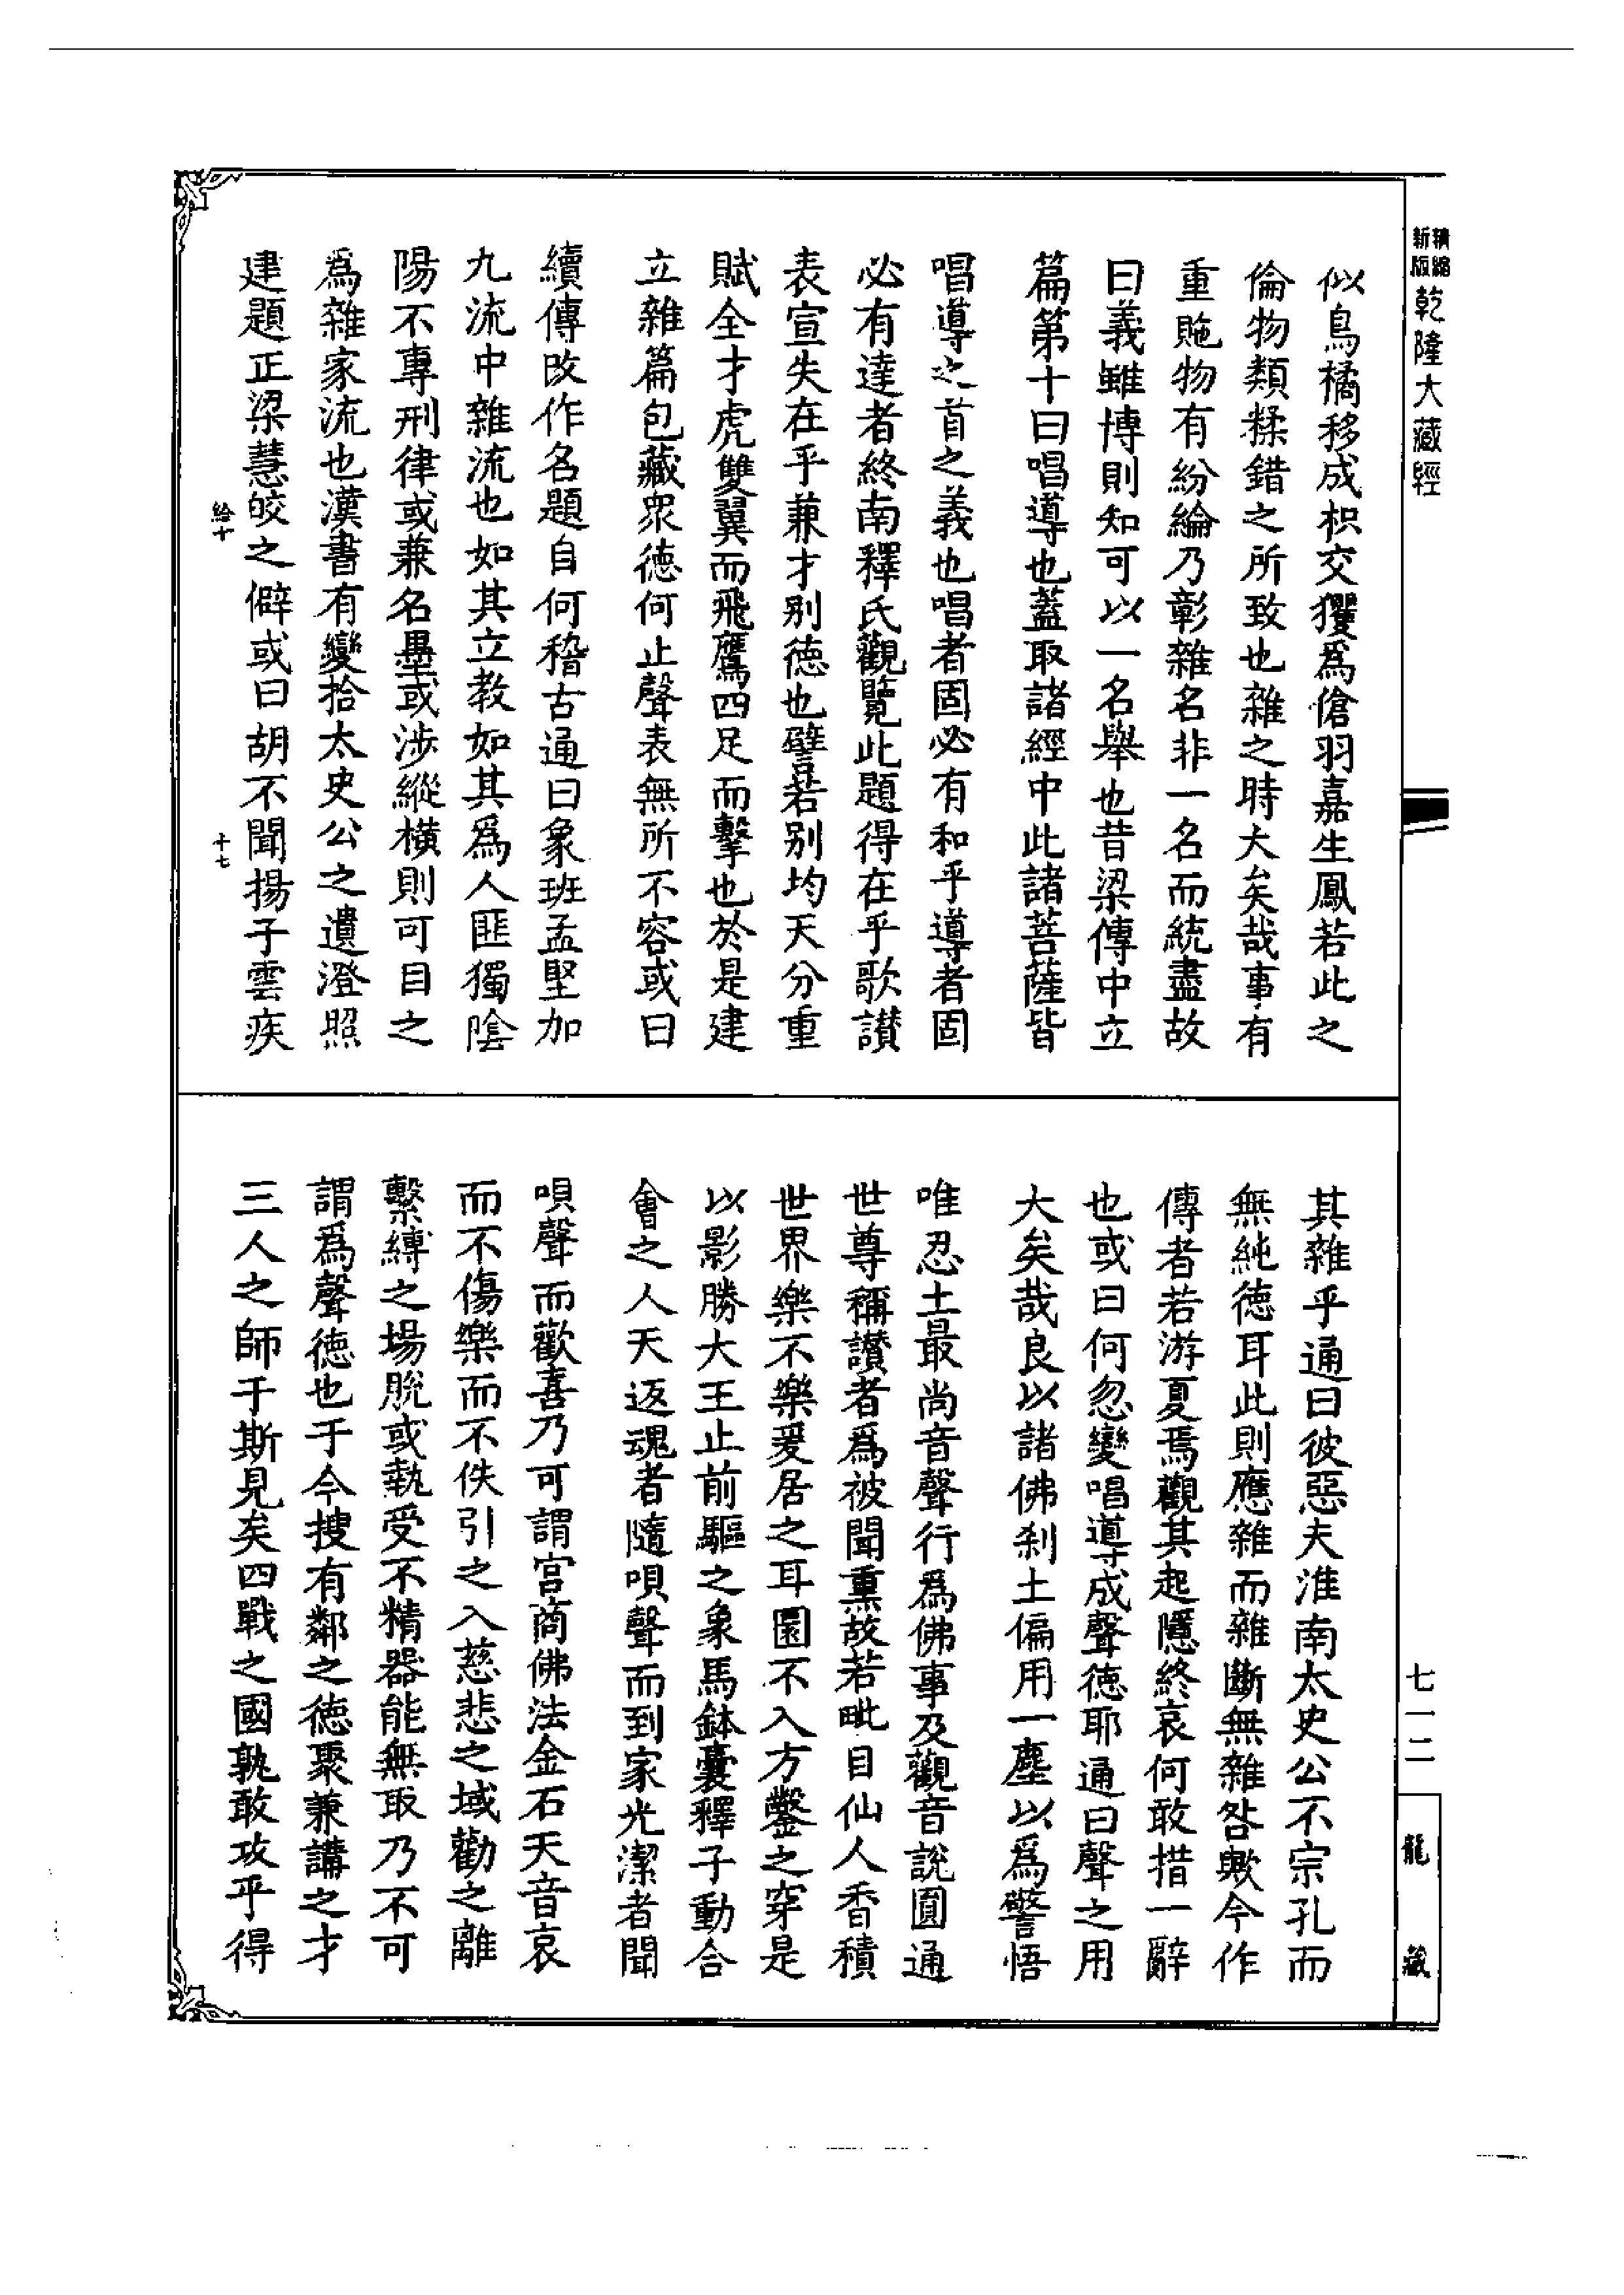 精縮
新版
乾隆大藏經
似鳥橘移成枳交玃為傖羽嘉生鳳若此之
倫物類糅錯之所致也雜之時大矣哉事有
重貤物有紛綸乃彰雜名非一名而統盡故
曰義雖博則知可以一名舉也昔梁傳中立
篇第十曰唱導也蓋取諸經中此諸菩薩皆
唱導之首之義也唱者固必有和乎導者固
必有達者終南釋氏觀覽此題得在乎歌讃
表宣失在乎兼才別德也譬若別均天分重
賦全才虎雙翼而飛鷹四足而擊也於是建
立雜篇包藏眾德何止聲表無所不容或曰
續傳改作名題自何稽古通曰象班孟堅加
九流中雜流也如其立教如其為人匪獨陰
陽不專刑律或兼名墨或涉縱橫則可目之
為雜家流也漢書有變拾太史公之遺澄照
建題正梁慧皎之僻或曰胡不聞揚子雲疾
給十
十七
其雜乎通曰彼惡夫淮南太史公不宗孔而
無純德耳此則應雜而雜斷無雜咎歟今作
傳者若游夏焉觀其起隱終哀何敢措一辭
也或曰何忽變唱導成聲德耶通曰聲之用
大矣哉良以諸佛剎土偏用一塵以為警悟
唯忍土最尚音聲行為佛事及觀音說圓通
世尊稱讃者為被聞熏故若毗目仙人香積
世界樂不樂爰居之耳圜不入方鑿之穿是
以影勝大王止前驅之象馬鉢囊釋子動合
會之人天返魂者隨唄聲而到家光潔者聞
唄聲而歡喜乃可謂宮商佛法金石天音哀
而不傷樂而不佚引之入慈悲之域勸之離
繫縛之場脫或執受不精器能無取乃不可
謂為聲德也于今搜有鄰之德聚兼講之才
三人之師于斯見矣四戰之國孰敢攻乎得
七一二
龍藏